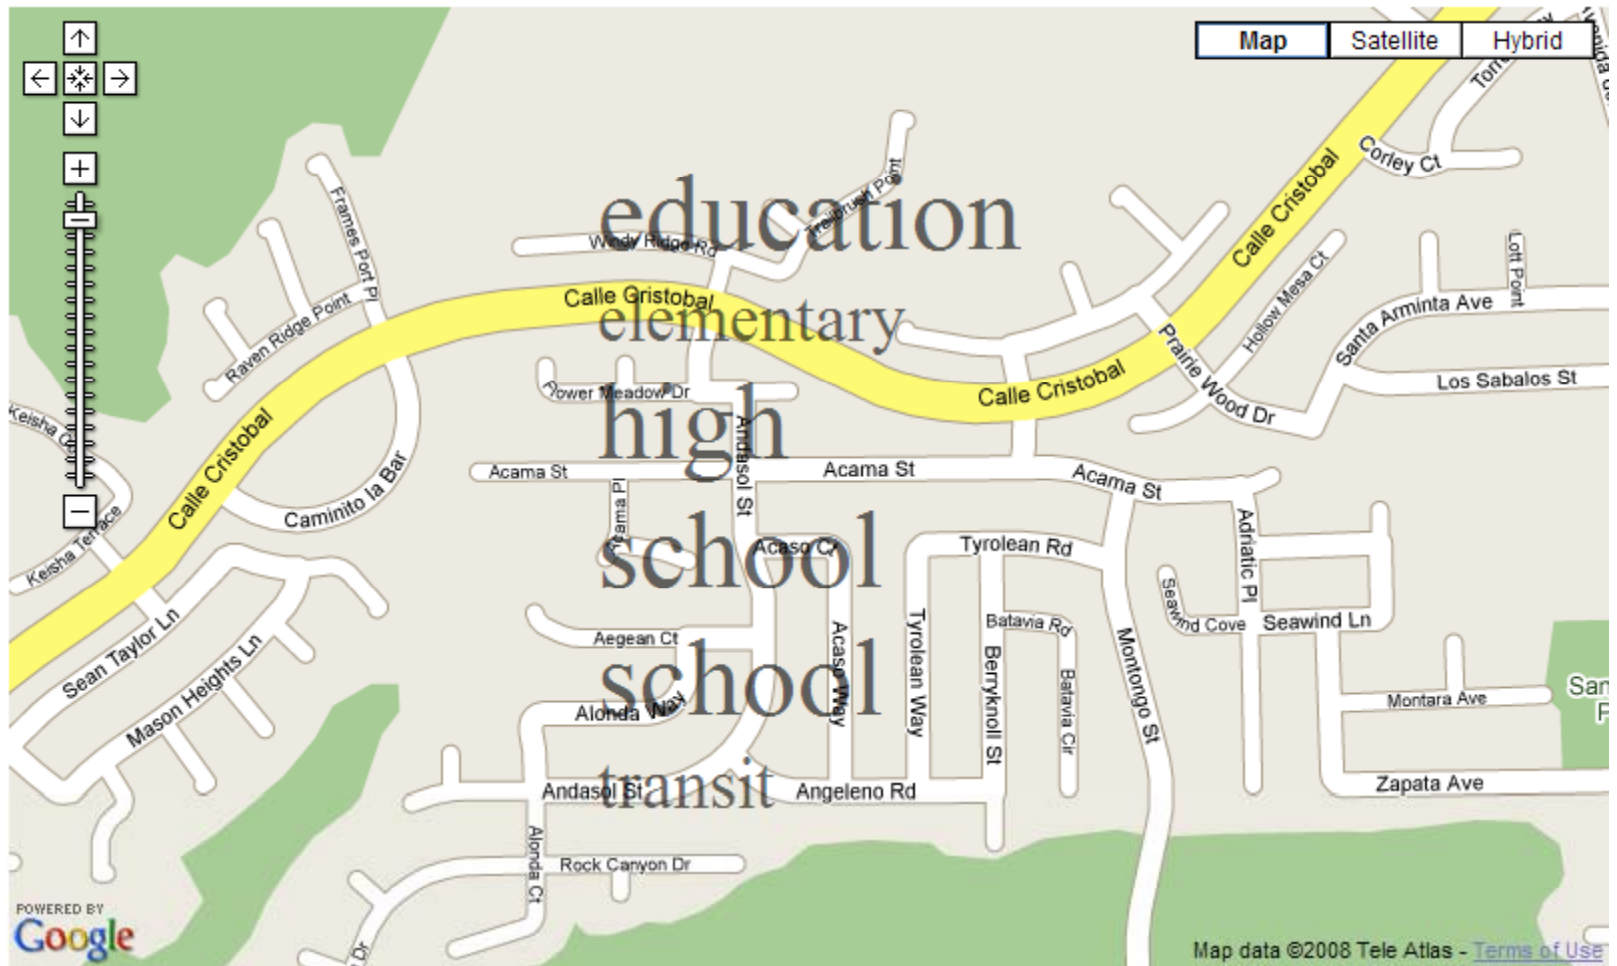 Map Satellite Hybrid
Calle Cristobal
Corley Ct
Frames Port Pl
Trailbrush Point
education
Windy Ridge Rd
Calle Cristobal
elementary
Raven Ridge Point
Hollow Mesa Ct
Lott Point
Santa Arminta Ave
Prairie Wood Dr
Los Sabalos St
Calle Cristobal
high
Andasol St
Calle Cristobal
Caminito la Bar
Acama St
Acama St
Acama St
Acama Pl
Keisha Terrace
school
Tyrolean Rd
Adriatic Pl
Seawind Cove
Seawind Ln
Sean Taylor Ln
Mason Heights Ln
Aegean Ct
school
Alonda Way
Acaso Way
Tyrolean Way
Batavia Rd
Berryknoll St
Batavia Cir
Montongo St
Montara Ave
San
P
transit
Andasol St
Angeleno Rd
Zapata Ave
Alonda Ct
Rock Canyon Dr
Dr
POWERED BY
Google
Map data ©2008 Tele Atlas - Terms of Use